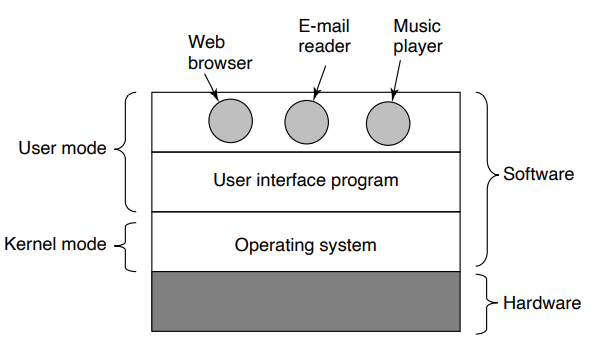 Web
browser
E-mail
reader
Music
player
User mode
User interface program
Software
Kernel mode
Operating system
Hardware